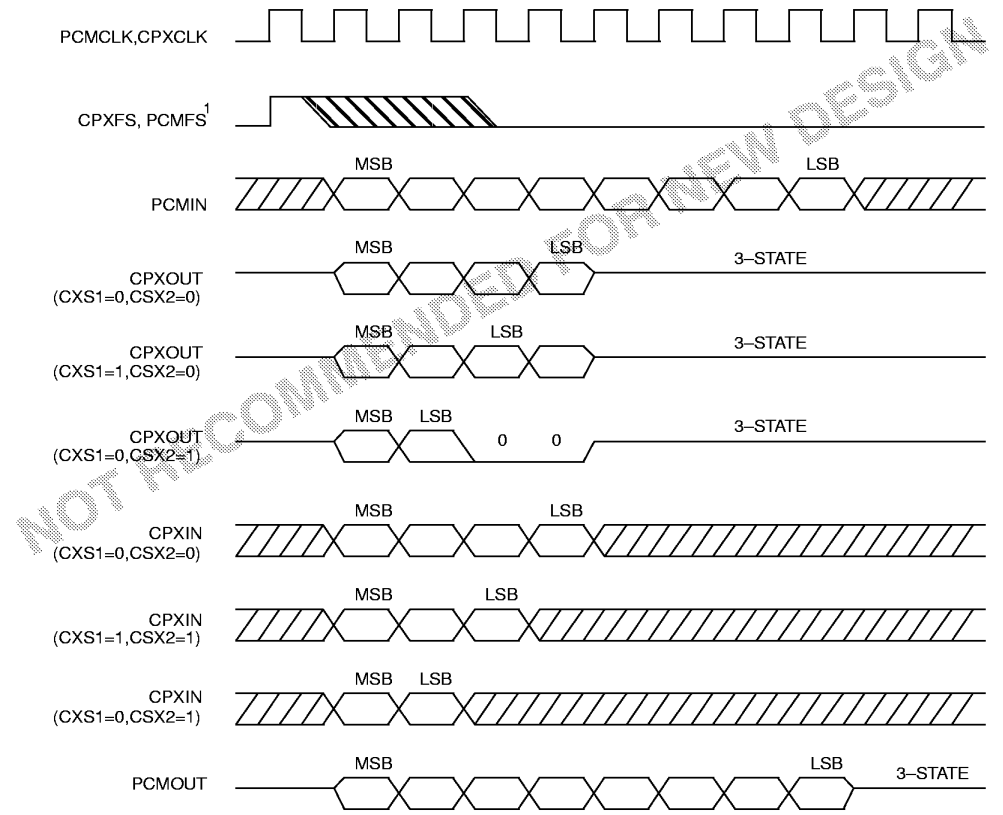 PCMCLK,CPXCLK
CPXFS, PCMFS1
MSB LSB
PCMIN
MSB LSB 3–STATE
CPXOUT
(CXS1=0,CSX2=0)
MSB LSB 3–STATE
CPXOUT
(CXS1=1,CSX2=0)
MSB LSB 0 0 3–STATE
CPXOUT
(CXS1=0,CSX2=1)
MSB LSB
CPXIN
(CXS1=0,CSX2=0)
MSB LSB
CPXIN
(CXS1=1,CSX2=1)
MSB LSB
CPXIN
(CXS1=0,CSX2=1)
MSB LSB 3–STATE
PCMOUT
NOT RECOMMENDED FOR NEW DESIGN